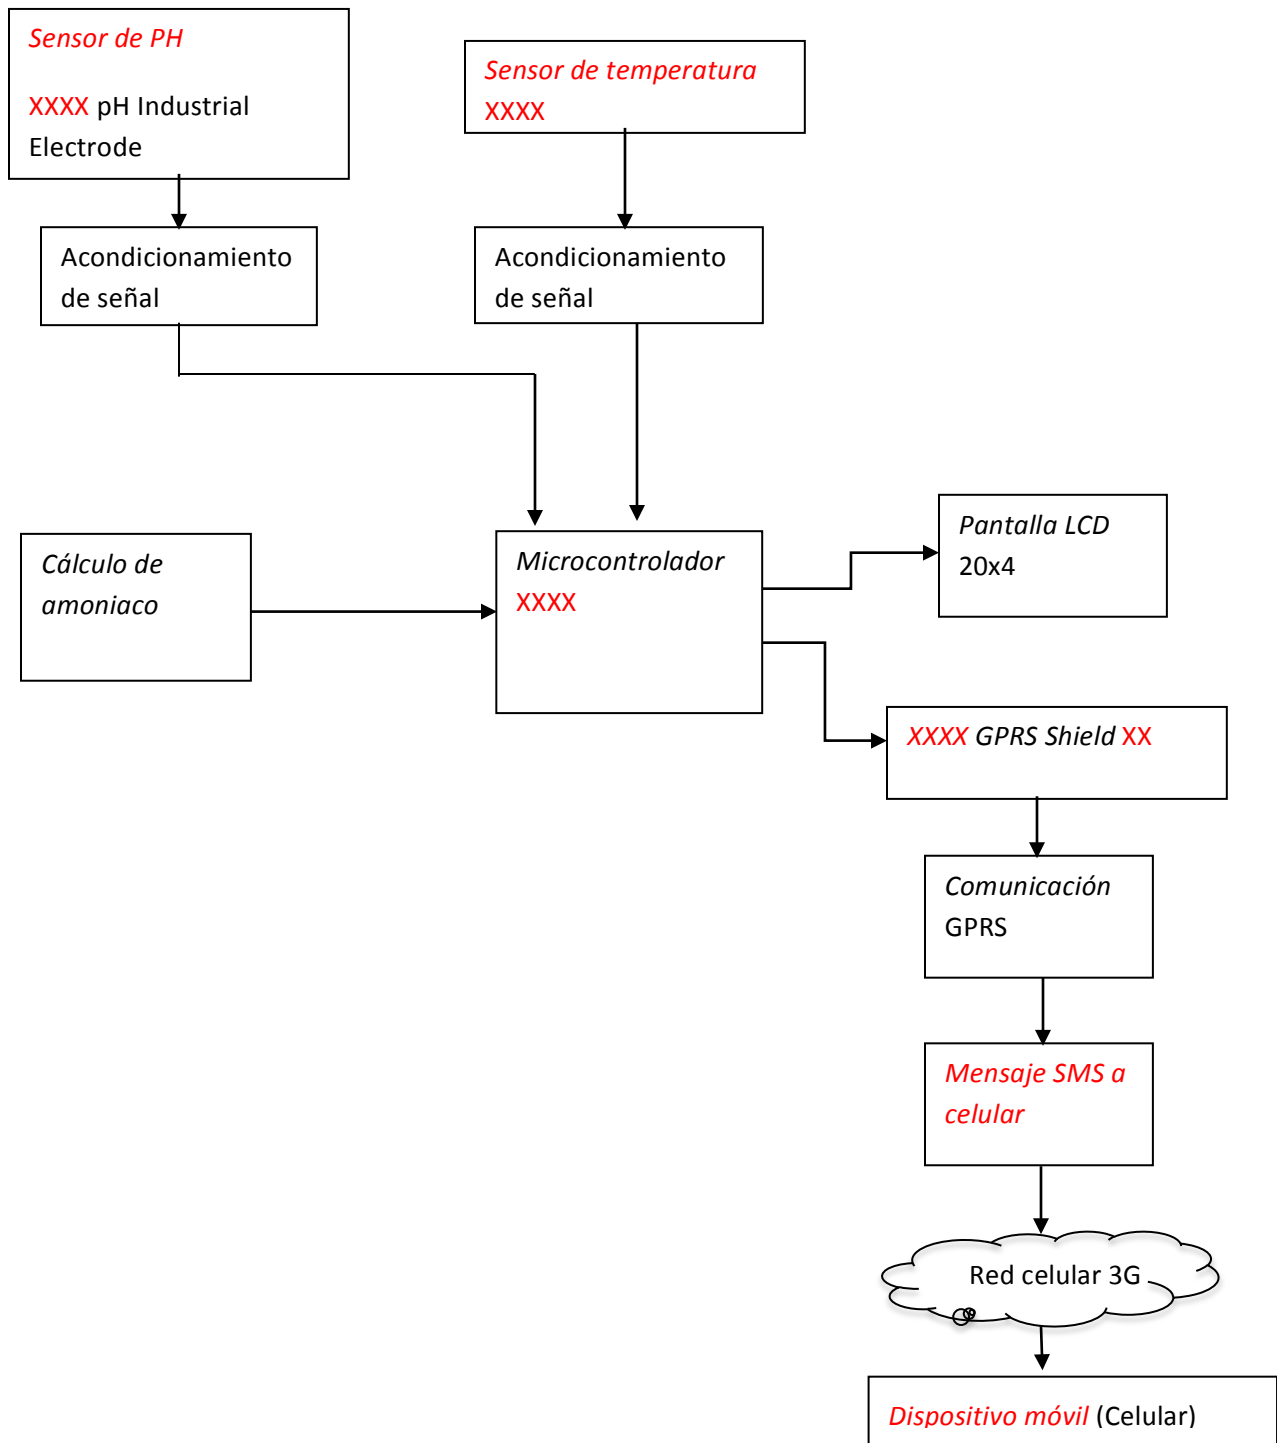 Sensor de PH
XXXX pH Industrial
Electrode
Sensor de temperatura
XXXX
Acondicionamiento
de señal
Acondicionamiento
de señal
Cálculo de
amoniaco
Microcontrolador
XXXX
Pantalla LCD
20x4
XXXX GPRS Shield XX
Comunicación
GPRS
Mensaje SMS a
celular
Red celular 3G
Dispositivo móvil (Celular)